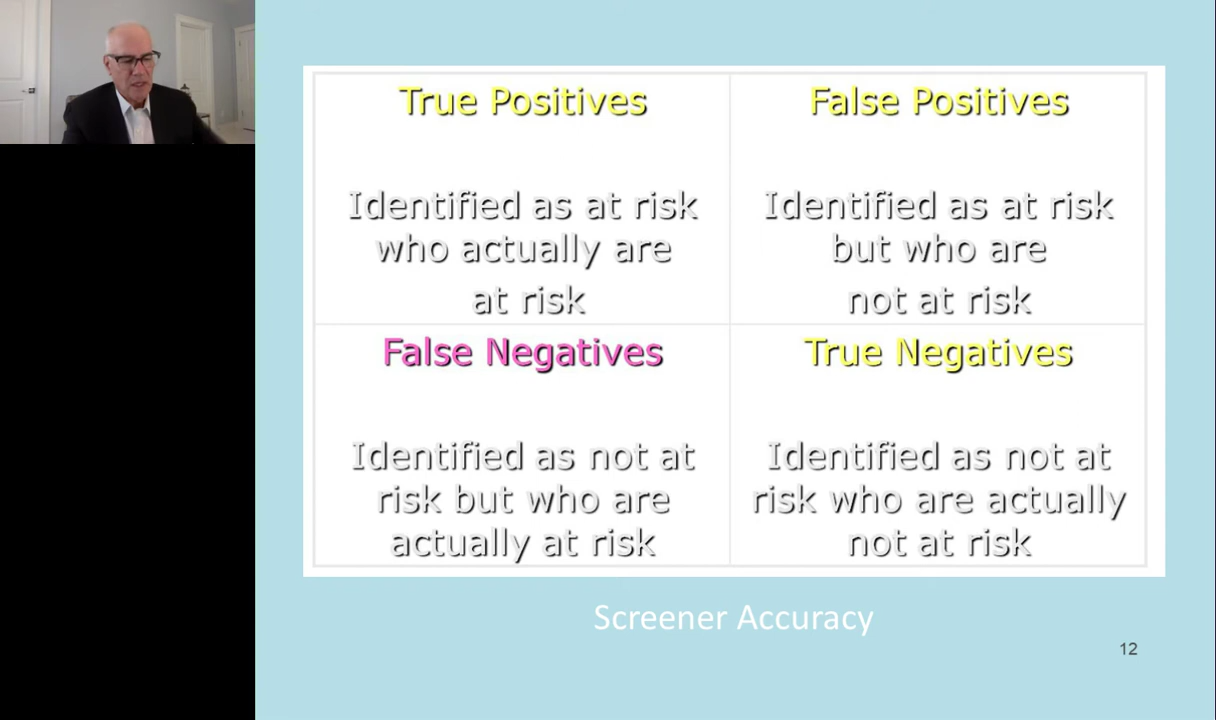 True Positives
Identified as at risk
who actually are
at risk
False Positives
Identified as at risk
but who are
not at risk
False Negatives
Identified as not at
risk but who are
actually at risk
True Negatives
Identified as not at
risk who are actually
not at risk
Screener Accuracy
12